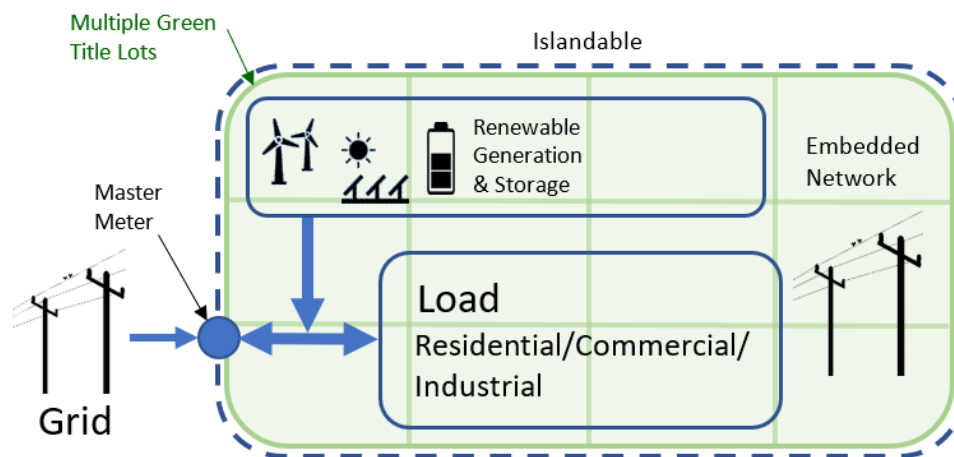 Multiple Green
Title Lots
Islandable
Renewable
Generation
& Storage
Embedded
Network
Master
Meter
Load
Residential/Commercial/
Industrial
Grid